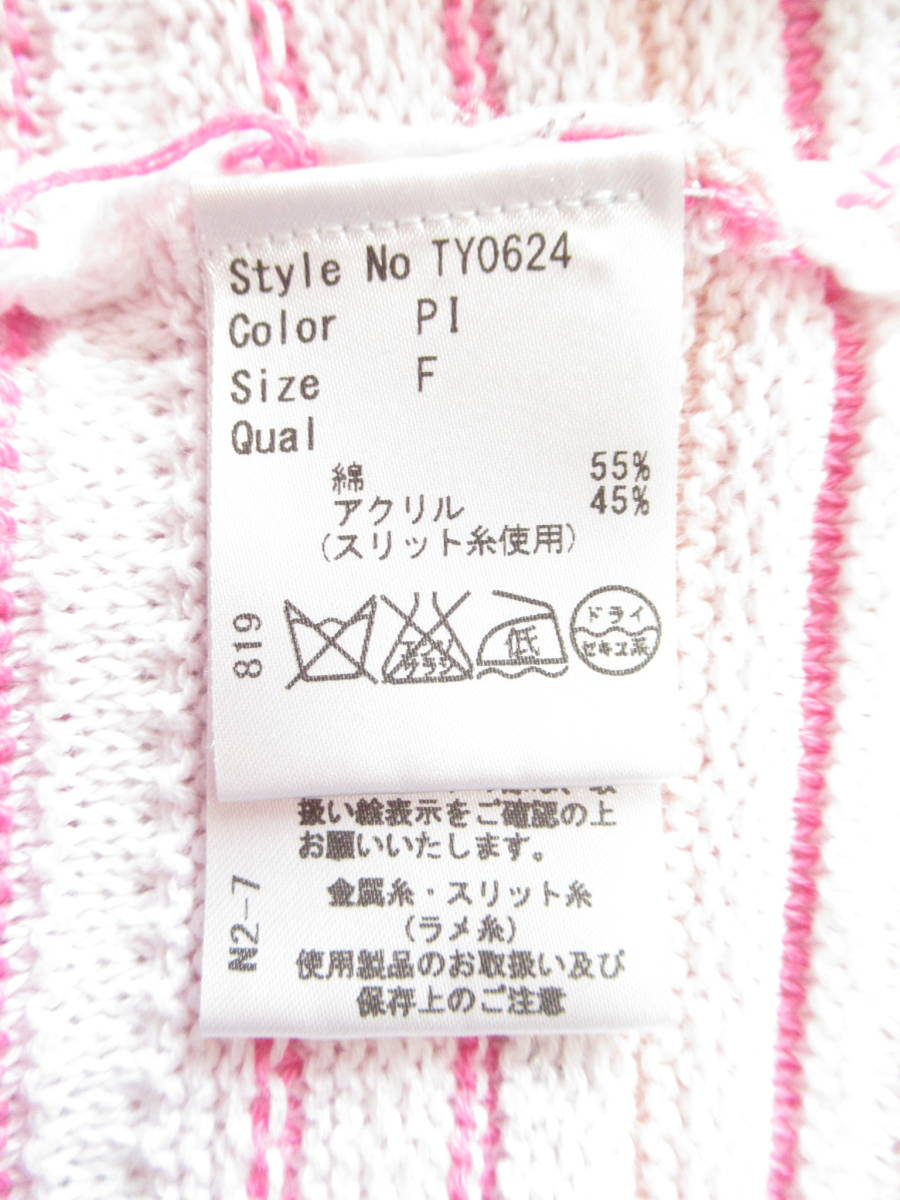 Style No TY0624
Color PI
Size F
Qual
綿 55%
アクリル 45%
(スリット糸使用)
819
低
ドライ
セキユ系
扱い絵表示をご確認の上
お願いいたします。
N2-7
金属糸・スリット糸
(ラメ糸)
使用製品のお取扱い及び
保存上のご注意